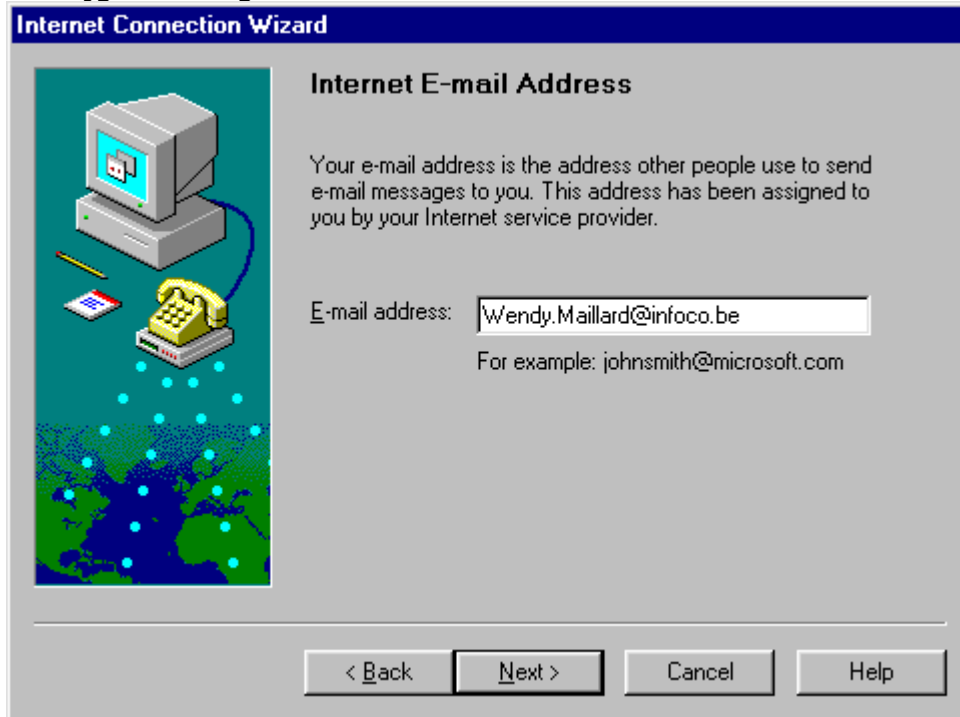 Internet Connection Wizard
Internet E-mail Address
Your e-mail address is the address other people use to send
e-mail messages to you. This address has been assigned to
you by your Internet service provider.
E-mail address: Wendy.Maillard@infoco.be
For example: johnsmith@microsoft.com
< Back Next > Cancel Help